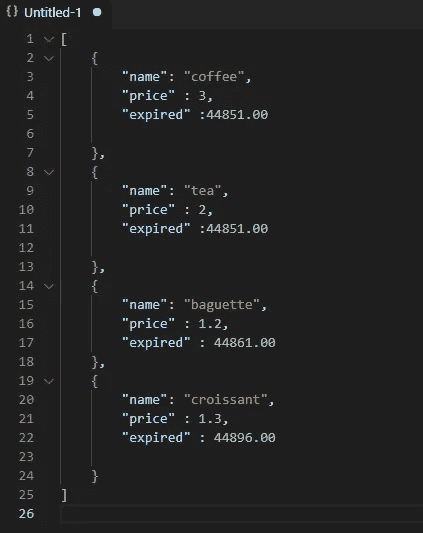 {} Untitled-1 ●
1 [
2 {
3 "name": "coffee",
4 "price" : 3,
5 "expired" :44851.00
6
7 },
8 {
9 "name": "tea",
10 "price" : 2,
11 "expired" :44851.00
12
13 },
14 {
15 "name": "baguette",
16 "price" : 1.2,
17 "expired" : 44861.00
18 },
19 {
20 "name": "croissant",
21 "price" : 1.3,
22 "expired" : 44896.00
23
24 }
25 ]
26